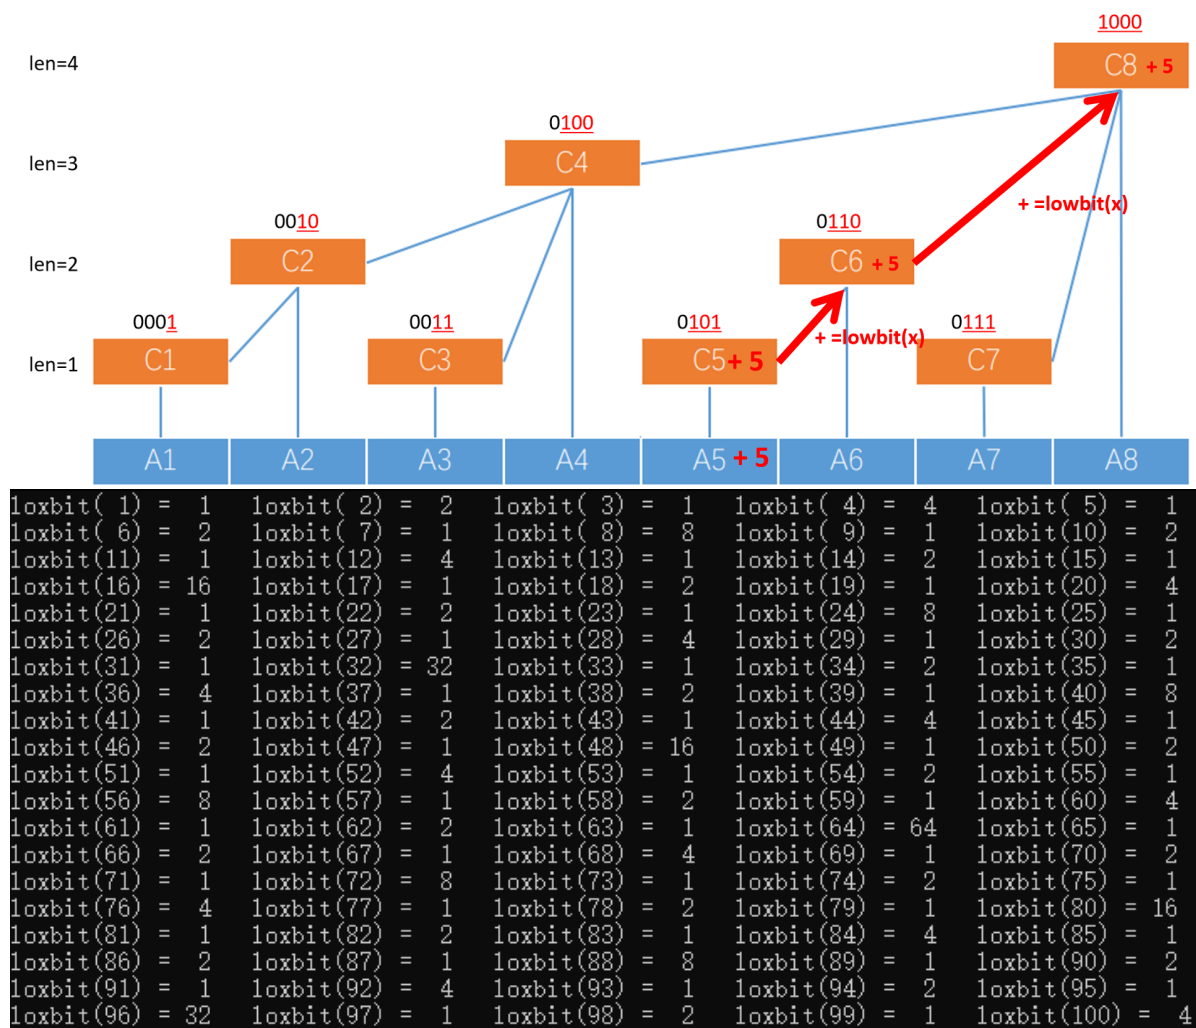 1000
len=4
C8 + 5
0100
len=3
C4
+ =lowbit(x)
0010
0110
len=2
C2
C6 + 5
0001
0011
0101
0111
+ =lowbit(x)
len=1
C1
C3
C5 + 5
C7
A1 A2 A3 A4 A5 + 5 A6 A7 A8
loxbit( 1) = 1 loxbit( 2) = 2 loxbit( 3) = 1 loxbit( 4) = 4 loxbit( 5) = 1
loxbit( 6) = 2 loxbit( 7) = 1 loxbit( 8) = 8 loxbit( 9) = 1 loxbit(10) = 2
loxbit(11) = 1 loxbit(12) = 4 loxbit(13) = 1 loxbit(14) = 2 loxbit(15) = 1
loxbit(16) = 16 loxbit(17) = 1 loxbit(18) = 2 loxbit(19) = 1 loxbit(20) = 4
loxbit(21) = 1 loxbit(22) = 2 loxbit(23) = 1 loxbit(24) = 8 loxbit(25) = 1
loxbit(26) = 2 loxbit(27) = 1 loxbit(28) = 4 loxbit(29) = 1 loxbit(30) = 2
loxbit(31) = 1 loxbit(32) = 32 loxbit(33) = 1 loxbit(34) = 2 loxbit(35) = 1
loxbit(36) = 4 loxbit(37) = 1 loxbit(38) = 2 loxbit(39) = 1 loxbit(40) = 8
loxbit(41) = 1 loxbit(42) = 2 loxbit(43) = 1 loxbit(44) = 4 loxbit(45) = 1
loxbit(46) = 2 loxbit(47) = 1 loxbit(48) = 16 loxbit(49) = 1 loxbit(50) = 2
loxbit(51) = 1 loxbit(52) = 4 loxbit(53) = 1 loxbit(54) = 2 loxbit(55) = 1
loxbit(56) = 8 loxbit(57) = 1 loxbit(58) = 2 loxbit(59) = 1 loxbit(60) = 4
loxbit(61) = 1 loxbit(62) = 2 loxbit(63) = 1 loxbit(64) = 64 loxbit(65) = 1
loxbit(66) = 2 loxbit(67) = 1 loxbit(68) = 4 loxbit(69) = 1 loxbit(70) = 2
loxbit(71) = 1 loxbit(72) = 8 loxbit(73) = 1 loxbit(74) = 2 loxbit(75) = 1
loxbit(76) = 4 loxbit(77) = 1 loxbit(78) = 2 loxbit(79) = 1 loxbit(80) = 16
loxbit(81) = 1 loxbit(82) = 2 loxbit(83) = 1 loxbit(84) = 4 loxbit(85) = 1
loxbit(86) = 2 loxbit(87) = 1 loxbit(88) = 8 loxbit(89) = 1 loxbit(90) = 2
loxbit(91) = 1 loxbit(92) = 4 loxbit(93) = 1 loxbit(94) = 2 loxbit(95) = 1
loxbit(96) = 32 loxbit(97) = 1 loxbit(98) = 2 loxbit(99) = 1 loxbit(100) = 4